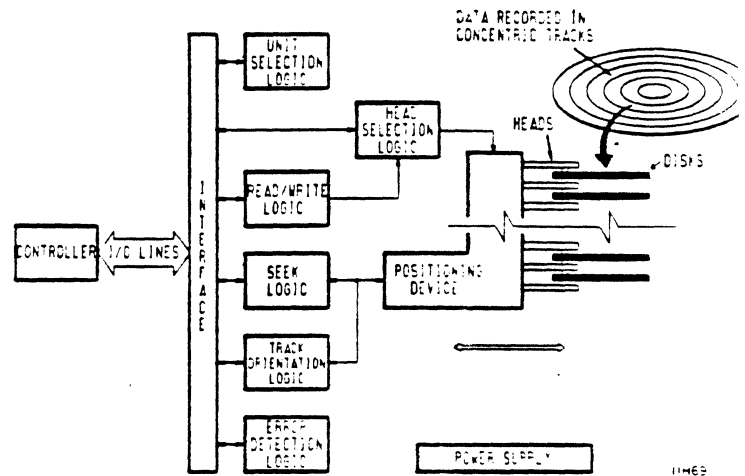 DATA RECORDED IN
CONCENTRIC TRACKS
UNIT
SELECTION
LOGIC
HEAD
SELECTION
LOGIC
HEADS
DISKS
INTERFACE
READ/WRITE
LOGIC
CONTROLLER
I/O LINES
SEEK
LOGIC
POSITIONING
DEVICE
TRACK
ORIENTATION
LOGIC
ERROR
DETECTION
LOGIC
POWER SUPPLY